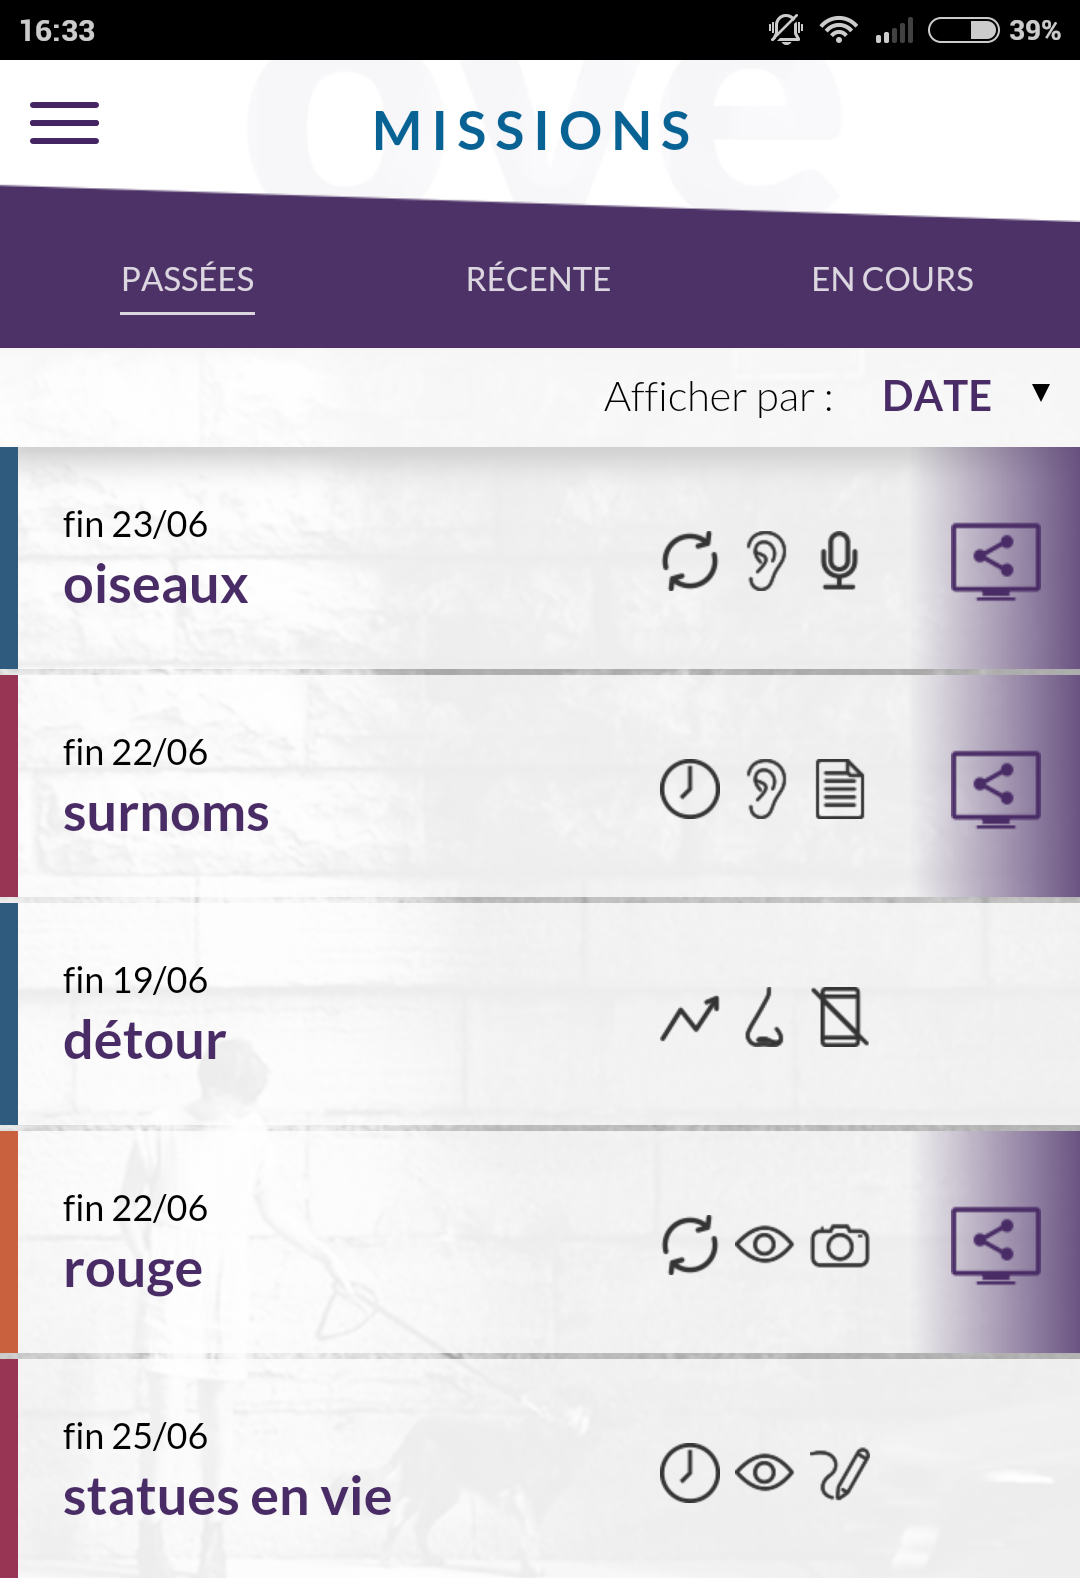 16:33
39%
ove
MISSIONS
PASSÉES RÉCENTE EN COURS
Afficher par : DATE ▼
fin 23/06
oiseaux
fin 22/06
surnoms
fin 19/06
détour
fin 22/06
rouge
fin 25/06
statues en vie